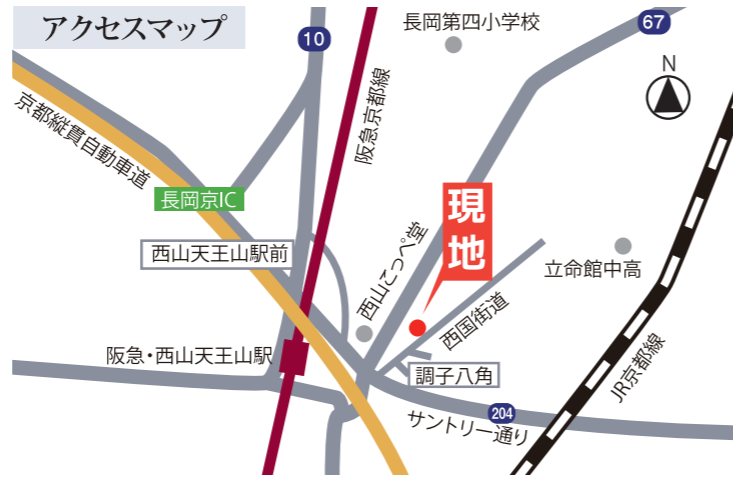 アクセスマップ
10
長岡第四小学校
67
N
阪急京都線
京都縦貫自動車道
長岡京IC
現地
西山天王山駅前
西山こっぺ堂
立命館中高
西国街道
阪急・西山天王山駅
調子八角
JR京都線
204
サントリー通り